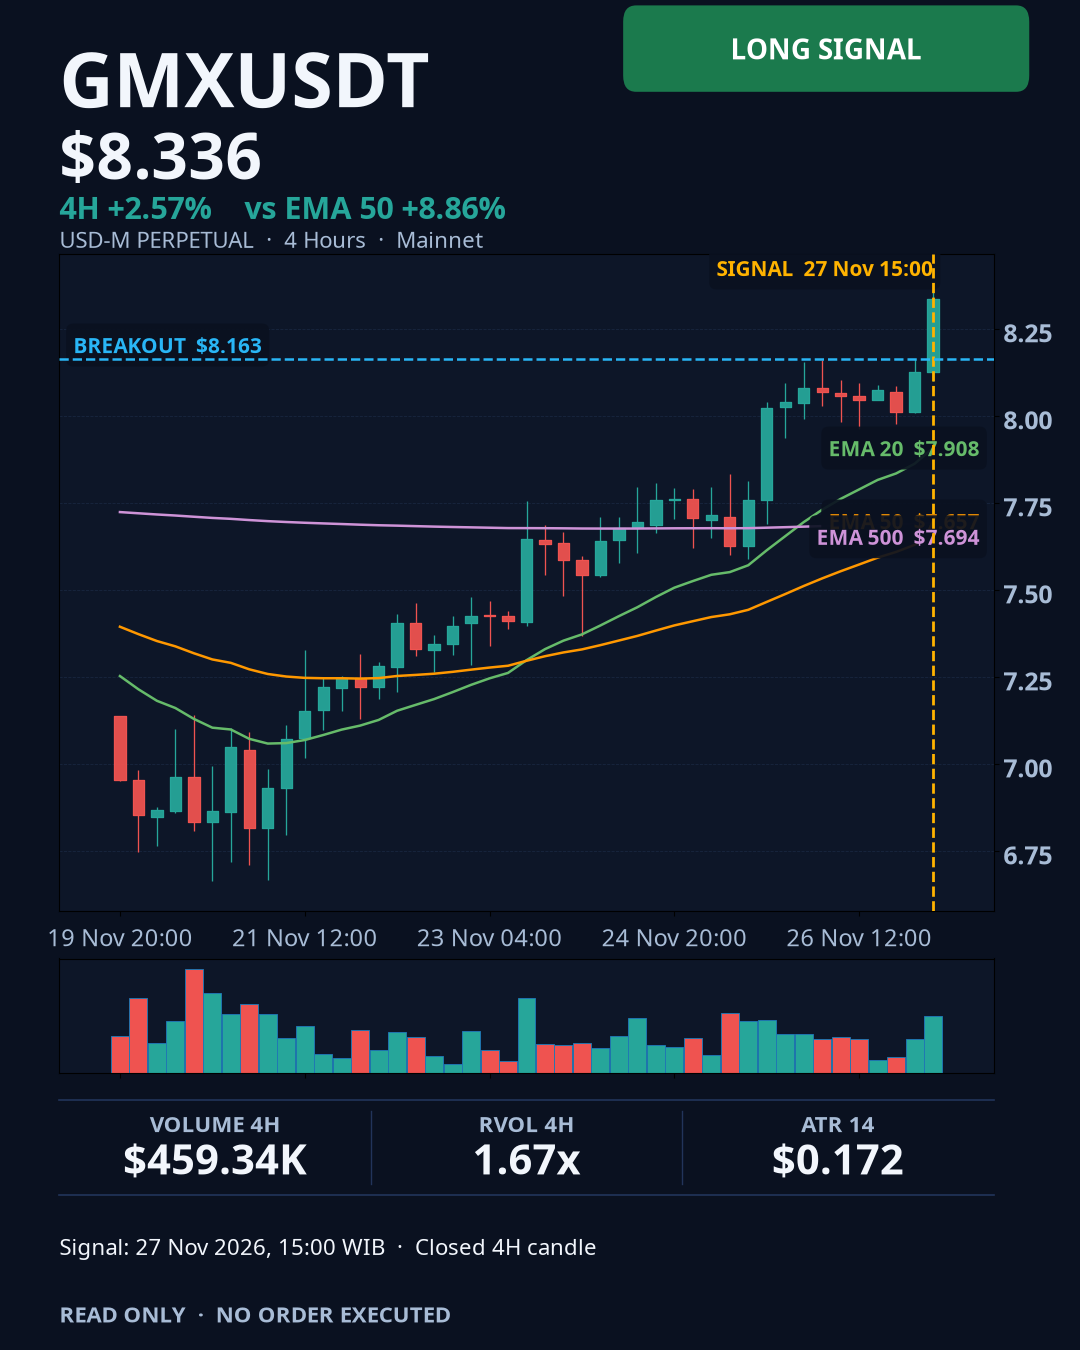 LONG SIGNAL
GMXUSDT
$8.336
4H +2.57% vs EMA 50 +8.86%
USD-M PERPETUAL · 4 Hours · Mainnet
SIGNAL 27 Nov 15:00
BREAKOUT $8.163
8.25
8.00
EMA 20 $7.908
7.75
EMA 50 $7.657
EMA 500 $7.694
7.50
7.25
7.00
6.75
19 Nov 20:00
21 Nov 12:00
23 Nov 04:00
24 Nov 20:00
26 Nov 12:00
VOLUME 4H
$459.34K
RVOL 4H
1.67x
ATR 14
$0.172
Signal: 27 Nov 2026, 15:00 WIB · Closed 4H candle
READ ONLY · NO ORDER EXECUTED